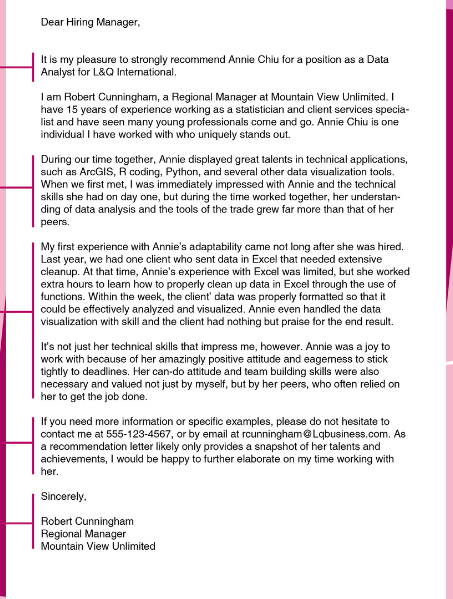 Dear Hiring Manager,
It is my pleasure to strongly recommend Annie Chiu for a position as a Data
Analyst for L&Q International.
I am Robert Cunningham, a Regional Manager at Mountain View Unlimited. I
have 15 years of experience working as a statistician and client services specia-
list and have seen many young professionals come and go. Annie Chiu is one
individual I have worked with who uniquely stands out.
During our time together, Annie displayed great talents in technical applications,
such as ArcGIS, R coding, Python, and several other data visualization tools.
When we first met, I was immediately impressed with Annie and the technical
skills she had on day one, but during the time worked together, her understan-
ding of data analysis and the tools of the trade grew far more than that of her
peers.
My first experience with Annie's adaptability came not long after she was hired.
Last year, we had one client who sent data in Excel that needed extensive
cleanup. At that time, Annie's experience with Excel was limited, but she worked
extra hours to learn how to properly clean up data in Excel through the use of
functions. Within the week, the client' data was properly formatted so that it
could be effectively analyzed and visualized. Annie even handled the data
visualization with skill and the client had nothing but praise for the end result.
It's not just her technical skills that impress me, however. Annie was a joy to
work with because of her amazingly positive attitude and eagerness to stick
tightly to deadlines. Her can-do attitude and team building skills were also
necessary and valued not just by myself, but by her peers, who often relied on
her to get the job done.
If you need more information or specific examples, please do not hesitate to
contact me at 555-123-4567, or by email at rcunningham@Lqbusiness.com. As
a recommendation letter likely only provides a snapshot of her talents and
achievements, I would be happy to further elaborate on my time working with
her.
Sincerely,
Robert Cunningham
Regional Manager
Mountain View Unlimited